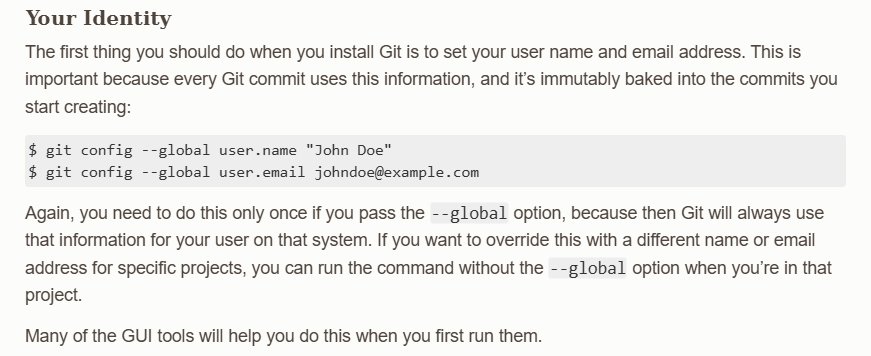 Your Identity
The first thing you should do when you install Git is to set your user name and email address. This is
important because every Git commit uses this information, and it’s immutably baked into the commits you
start creating:
$ git config --global user.name "John Doe"
$ git config --global user.email johndoe@example.com
Again, you need to do this only once if you pass the --global option, because then Git will always use
that information for your user on that system. If you want to override this with a different name or email
address for specific projects, you can run the command without the --global option when you’re in that
project.
Many of the GUI tools will help you do this when you first run them.